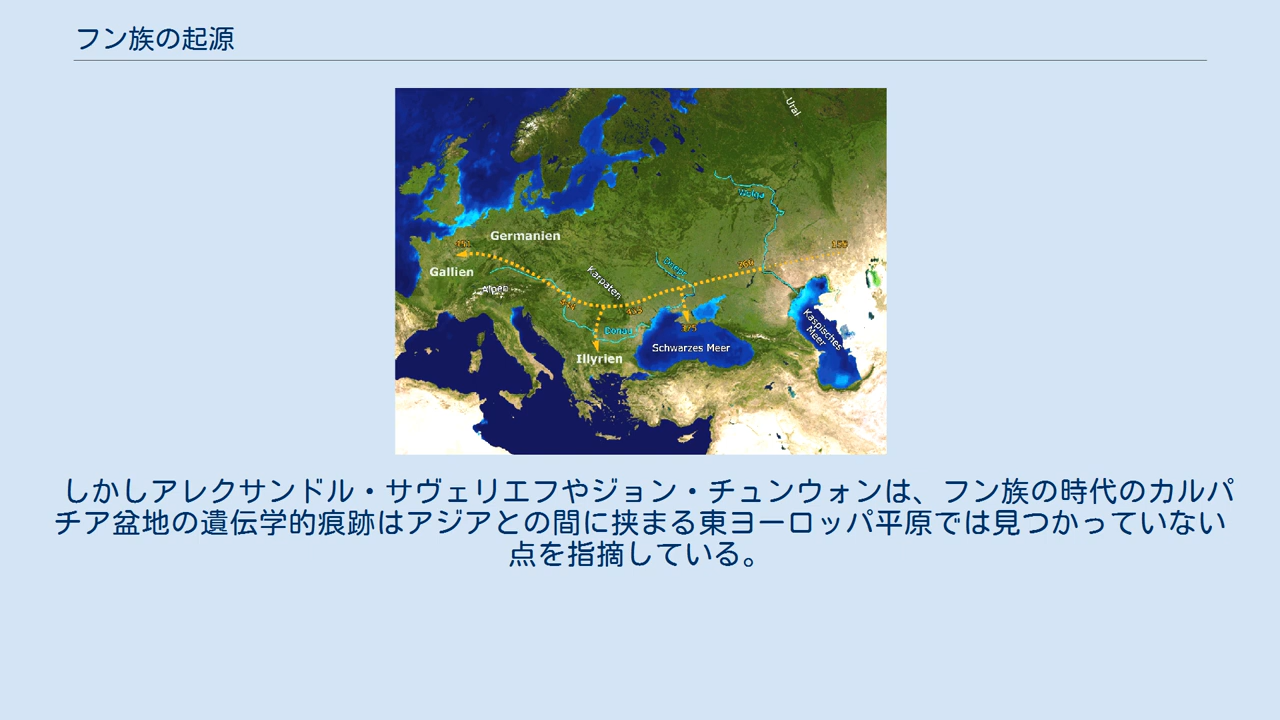 フン族の起源
Ural
Wolga
Germanien
Gallien
Karpaten
Dnepr
Alpen
375
Donau
Illyrien
Schwarzes Meer
Kaspisches
Meer
しかしアレクサンドル・サヴェリエフやジョン・チュンウォンは、フン族の時代のカルパ
チア盆地の遺伝学的痕跡はアジアとの間に挟まる東ヨーロッパ平原では見つかっていない
点を指摘している。